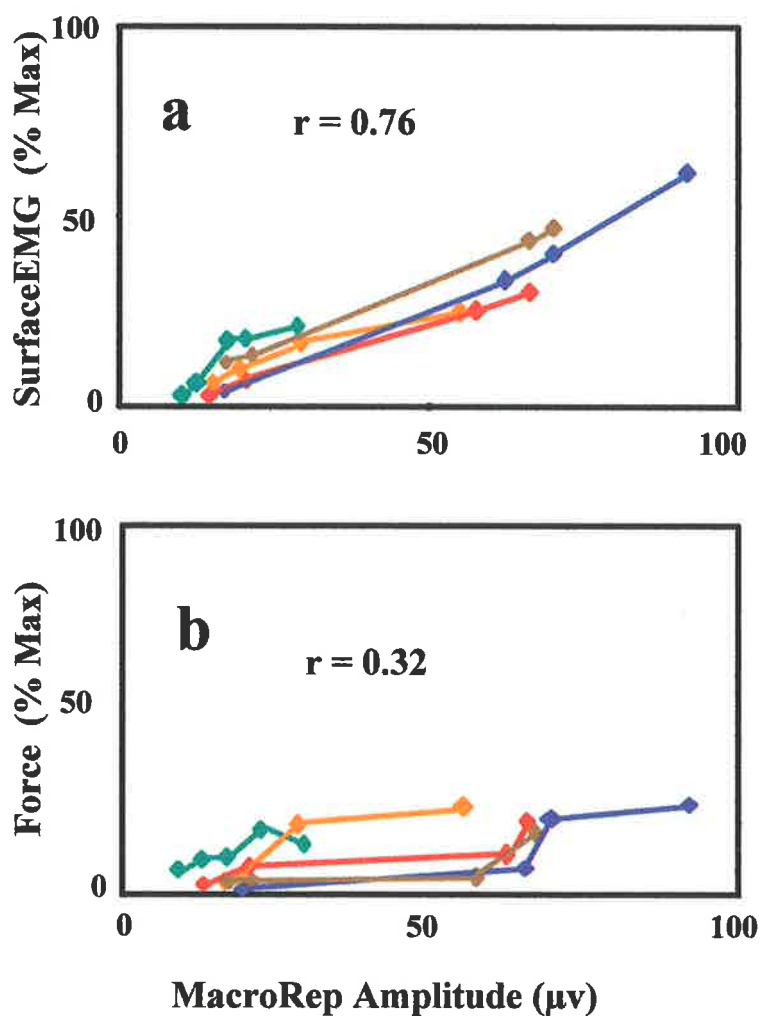 100
a
r = 0.76
SurfaceEMG (% Max)
50
0
0 50 100
100
b
r = 0.32
Force (% Max)
50
0
0 50 100
MacroRep Amplitude (μv)